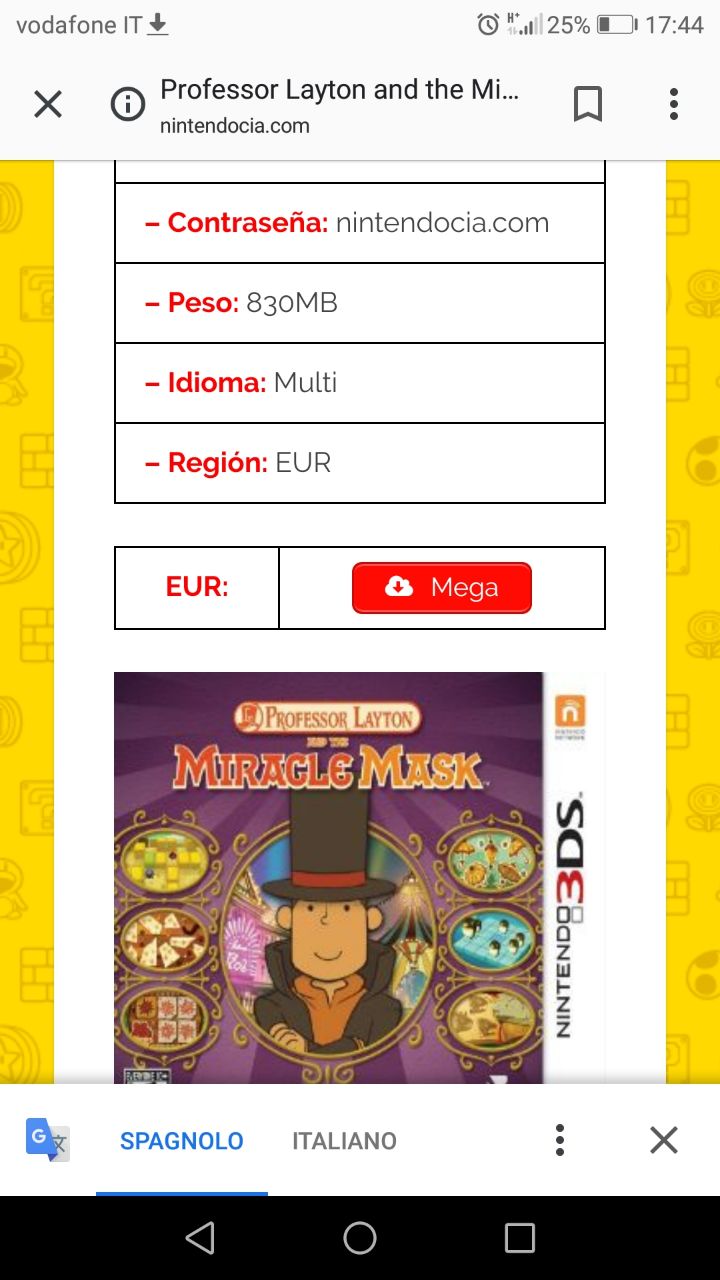 vodafone IT 25% 17:44
Professor Layton and the Mi...
nintendocia.com
– Contraseña: nintendocia.com
– Peso: 830MB
– Idioma: Multi
– Región: EUR
EUR: Mega
PROFESSOR LAYTON
AND THE
MIRACLE MASK
NINTENDO 3DS
SPAGNOLO ITALIANO